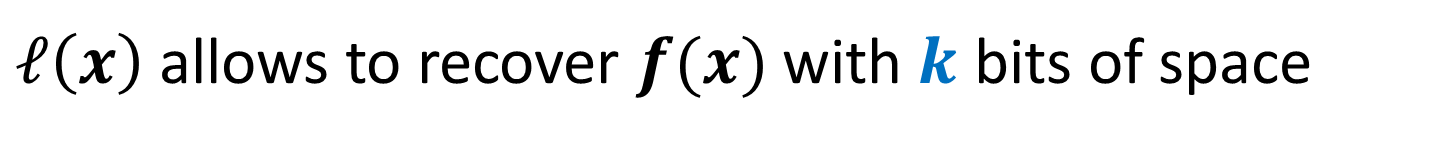 ℓ(x) allows to recover f(x) with k bits of space